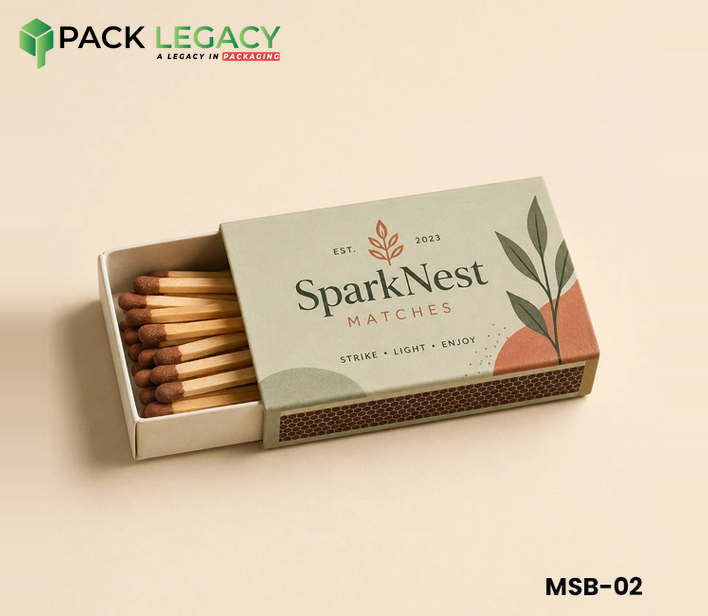 PACK LEGACY
A LEGACY IN PACKAGING
EST. 2023
SparkNest
MATCHES
STRIKE • LIGHT • ENJOY
MSB-02